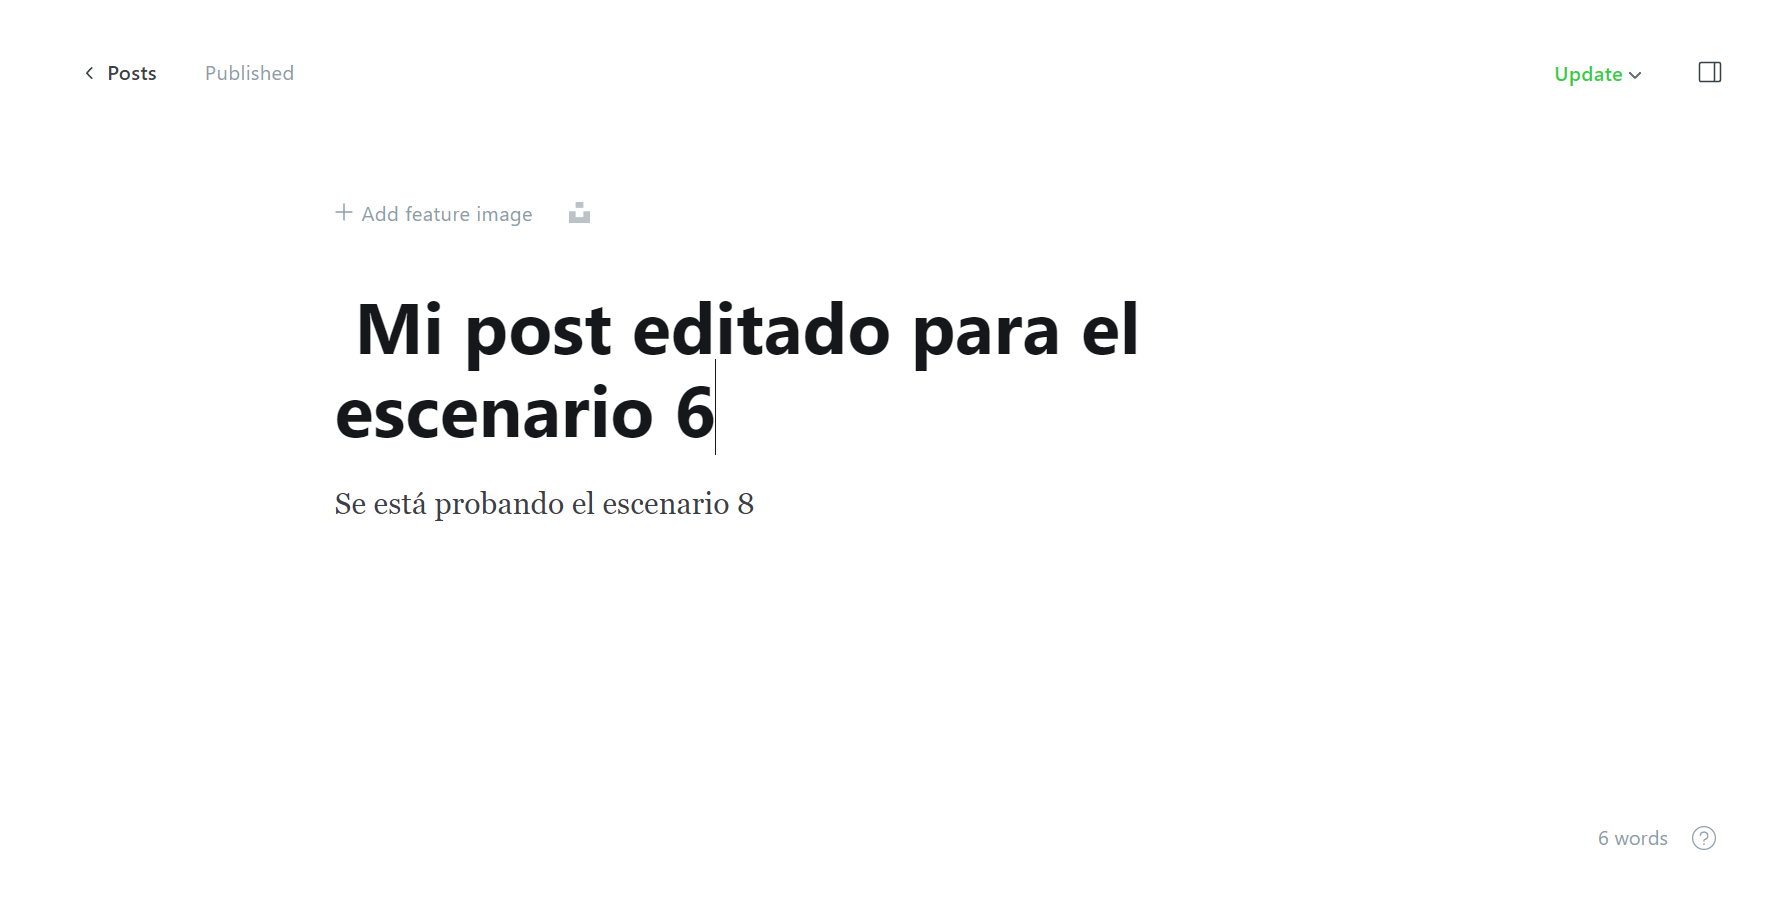 Posts
Published
Update
Add feature image
Mi post editado para el
escenario 6
Se está probando el escenario 8
6 words
?